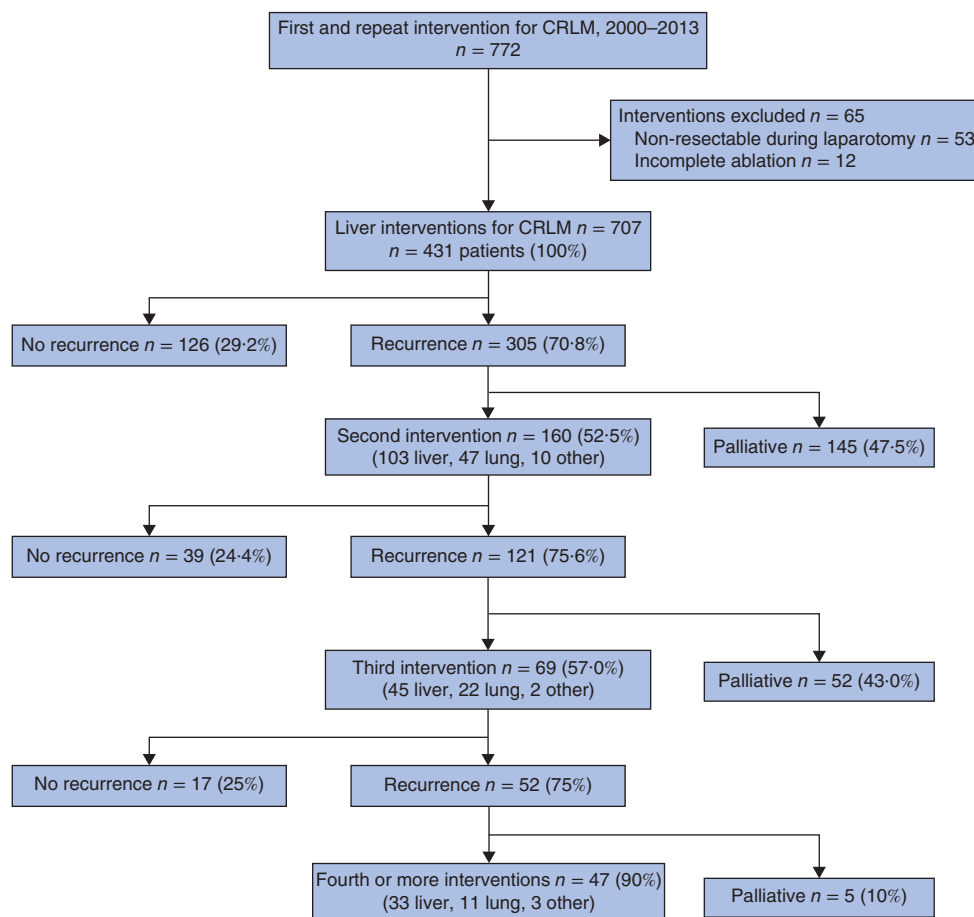 First and repeat intervention for CRLM, 2000–2013
n = 772
Interventions excluded n = 65
Non-resectable during laparotomy n = 53
Incomplete ablation n = 12
Liver interventions for CRLM n = 707
n = 431 patients (100%)
No recurrence n = 126 (29·2%)
Recurrence n = 305 (70·8%)
Second intervention n = 160 (52·5%)
(103 liver, 47 lung, 10 other)
Palliative n = 145 (47·5%)
No recurrence n = 39 (24·4%)
Recurrence n = 121 (75·6%)
Third intervention n = 69 (57·0%)
(45 liver, 22 lung, 2 other)
Palliative n = 52 (43·0%)
No recurrence n = 17 (25%)
Recurrence n = 52 (75%)
Fourth or more interventions n = 47 (90%)
(33 liver, 11 lung, 3 other)
Palliative n = 5 (10%)